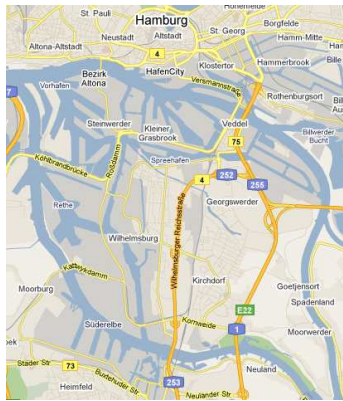 Hohenfelde
St. Pauli
Hamburg
Borgfelde
St. Georg
Neustadt
Altstadt
Hamm-Mitte
Altona-Altstadt
4
Klostertor
Hammerbrook
Bille
Bezirk
Altona
HafenCity
Versmannstraße
7
Vorhafen
Rothenburgsort
Steinwerder
Kleiner
Grasbrook
Veddel
Billwerder
Bucht
75
Köhlbrandbrücke
Roßdamm
Spreehafen
252
4
255
Rethe
Georgswerder
Wilhelmsburger Reichsstraße
Wilhelmsburg
Kattwykdamm
Kirchdorf
Goetjensort
Moorburg
Spadenland
E22
Moorwerder
Süderelbe
Kornweide
1
Stader Str
73
Neuland
Buxtehuder Str
253
Heimfeld
Neuländer Str